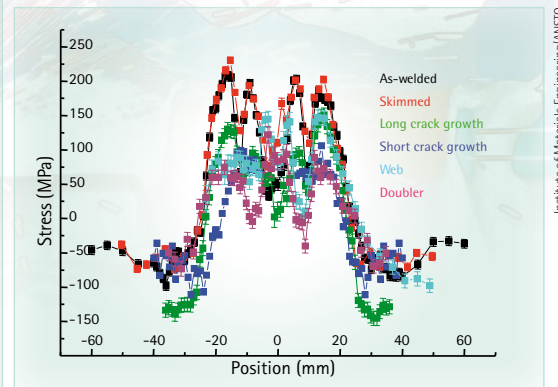 250
200
150
100
50
0
-50
-100
-150
Stress (MPa)
As-welded
Skimmed
Long crack growth
Short crack growth
Web
Doubler
-60
-40
-20
0
20
40
60
Position (mm)